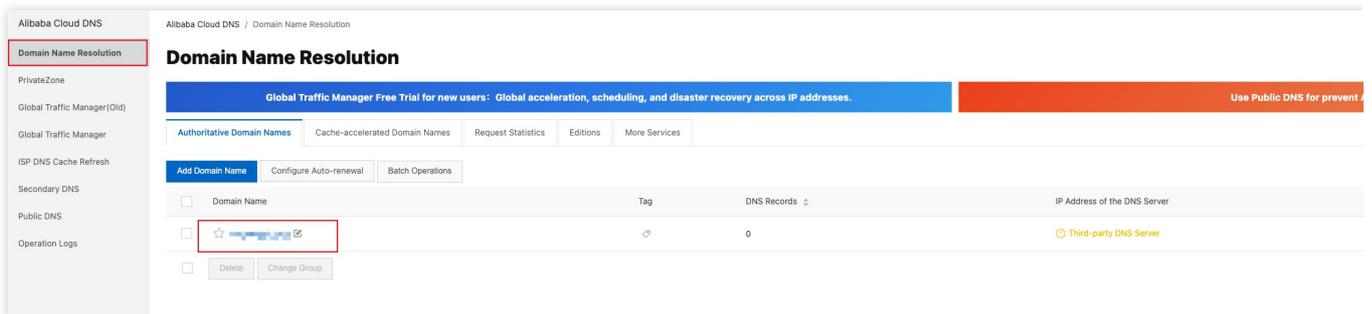 Alibaba Cloud DNS
Domain Name Resolution
PrivateZone
Global Traffic Manager(Old)
Global Traffic Manager
ISP DNS Cache Refresh
Secondary DNS
Public DNS
Operation Logs
Alibaba Cloud DNS / Domain Name Resolution
Domain Name Resolution
Global Traffic Manager Free Trial for new users: Global acceleration, scheduling, and disaster recovery across IP addresses.
Use Public DNS for prevent
Authoritative Domain Names Cache-accelerated Domain Names Request Statistics Editions More Services
Add Domain Name Configure Auto-renewal Batch Operations
Domain Name Tag DNS Records IP Address of the DNS Server
0 Third-party DNS Server
Delete Change Group